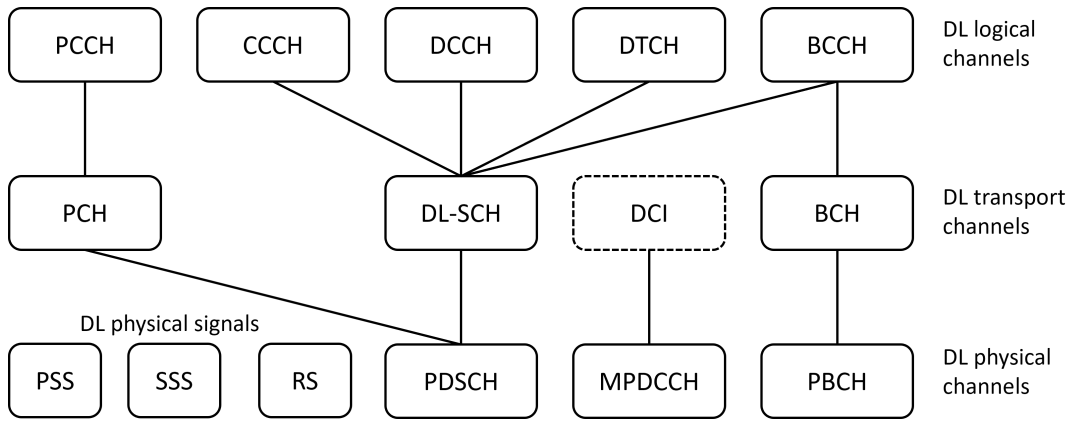 PCCH
CCCH
DCCH
DTCH
BCCH
DL logical
channels
PCH
DL-SCH
DCI
BCH
DL transport
channels
DL physical signals
PSS
SSS
RS
PDSCH
MPDCCH
PBCH
DL physical
channels